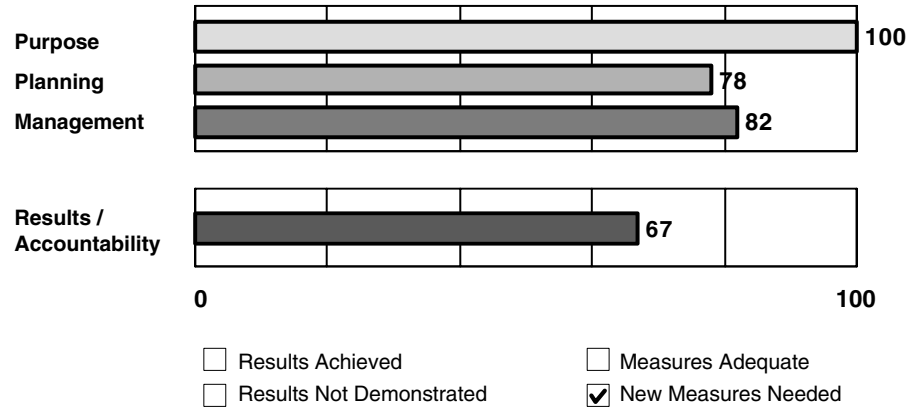 Purpose 100
Planning 78
Management 82
Results /
Accountability 67
0 100
Results Achieved Measures Adequate
Results Not Demonstrated New Measures Needed